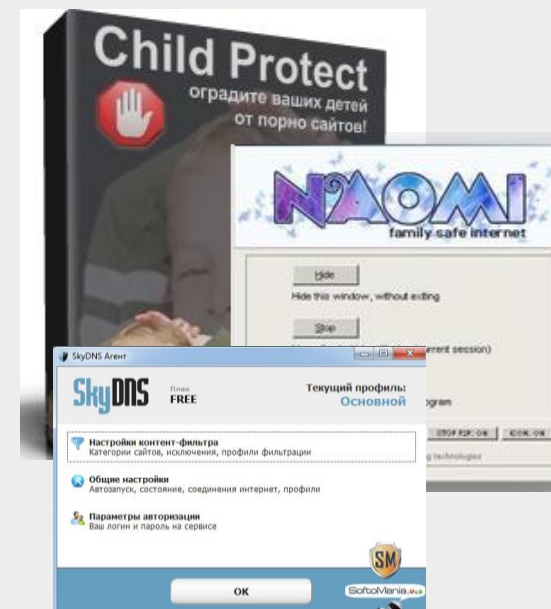 Child Protect
оградите ваших детей
от порно сайтов!
NAOMI
family safe internet
Hide
Hide this window, without exiting
Stop
rrent session)
ogram
STOP P2P: ON
ICON: ON
g technologies
SkyDNS Агент
SkyDNS
План
FREE
Текущий профиль:
Основной
Настройки контент-фильтра
Категории сайтов, исключения, профили фильтрации
Общие настройки
Автозапуск, состояние, соединения интернет, профили
Параметры авторизации
Ваш логин и пароль на сервисе
SM
OK
SoftoMania